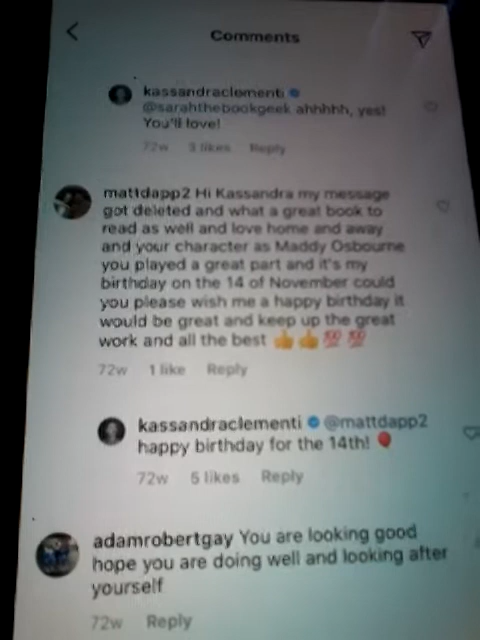 Comments
kassandraclementi
@sarahthebookgeek ahhhhh, yes!
You'll love!
72w 3 likes Reply
mattdapp2 Hi Kassandra my message
got deleted and what a great book to
read as well and love home and away
and your character as Maddy Osbourne
you played a great part and it's my
birthday on the 14 of November could
you please wish me a happy birthday it
would be great and keep up the great
work and all the best 👍👍💯💯
72w 1 like Reply
kassandraclementi @mattdapp2
happy birthday for the 14th! 🎈
72w 5 likes Reply
adamrobertgay You are looking good
hope you are doing well and looking after
yourself
72w Reply